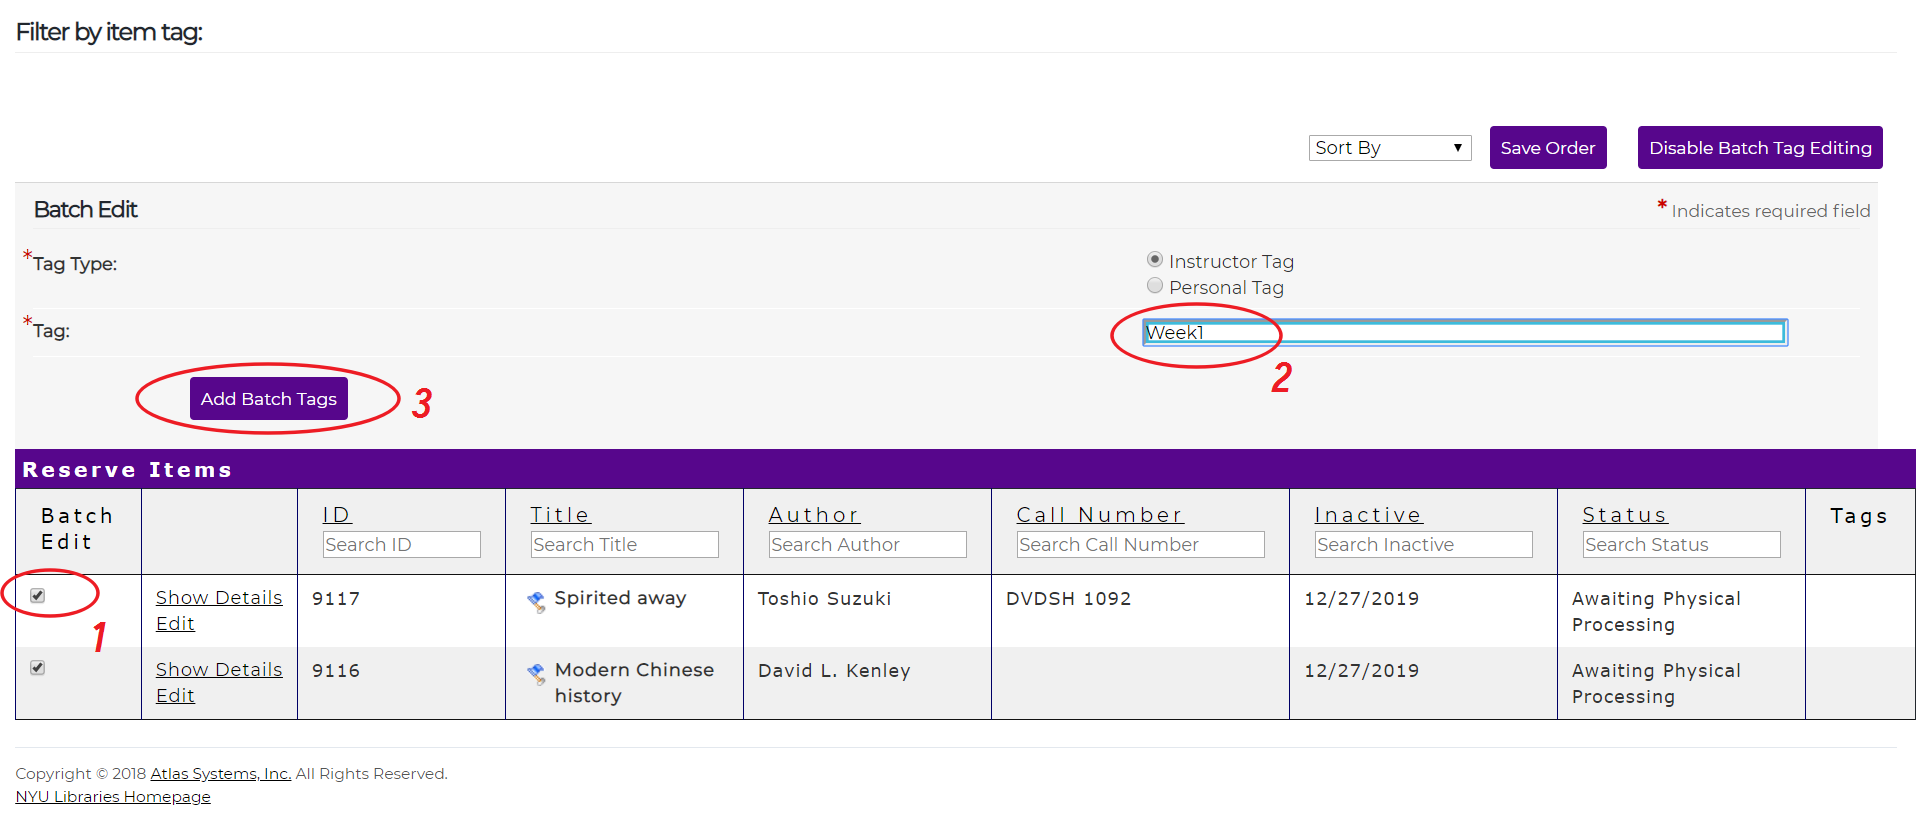 Filter by item tag:
Sort By
Save Order
Disable Batch Tag Editing
Batch Edit
* Indicates required field
*Tag Type:
Instructor Tag
Personal Tag
*Tag:
Week1
2
Add Batch Tags
3
Reserve Items
Batch Edit
ID
Title
Author
Call Number
Inactive
Status
Tags
Search ID
Search Title
Search Author
Search Call Number
Search Inactive
Search Status
1
Show Details
Edit
9117
Spirited away
Toshio Suzuki
DVDSH 1092
12/27/2019
Awaiting Physical
Processing
Show Details
Edit
9116
Modern Chinese
history
David L. Kenley
12/27/2019
Awaiting Physical
Processing
Copyright © 2018 Atlas Systems, Inc. All Rights Reserved.
NYU Libraries Homepage